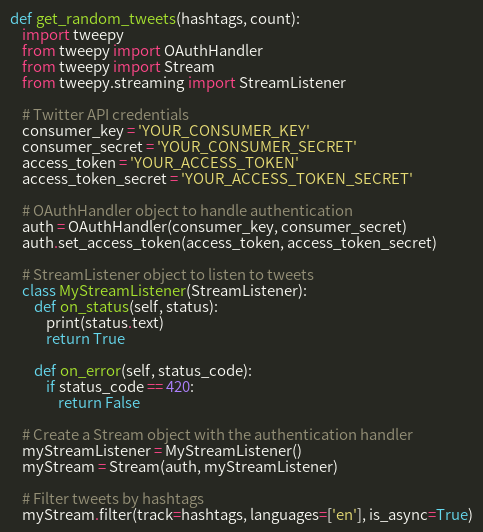 def get_random_tweets(hashtags, count):
    import tweepy
    from tweepy import OAuthHandler
    from tweepy import Stream
    from tweepy.streaming import StreamListener

    # Twitter API credentials
    consumer_key = 'YOUR_CONSUMER_KEY'
    consumer_secret = 'YOUR_CONSUMER_SECRET'
    access_token = 'YOUR_ACCESS_TOKEN'
    access_token_secret = 'YOUR_ACCESS_TOKEN_SECRET'

    # OAuthHandler object to handle authentication
    auth = OAuthHandler(consumer_key, consumer_secret)
    auth.set_access_token(access_token, access_token_secret)

    # StreamListener object to listen to tweets
    class MyStreamListener(StreamListener):
        def on_status(self, status):
            print(status.text)
            return True

        def on_error(self, status_code):
            if status_code == 420:
                return False

    # Create a Stream object with the authentication handler
    myStreamListener = MyStreamListener()
    myStream = Stream(auth, myStreamListener)

    # Filter tweets by hashtags
    myStream.filter(track=hashtags, languages=['en'], is_async=True)